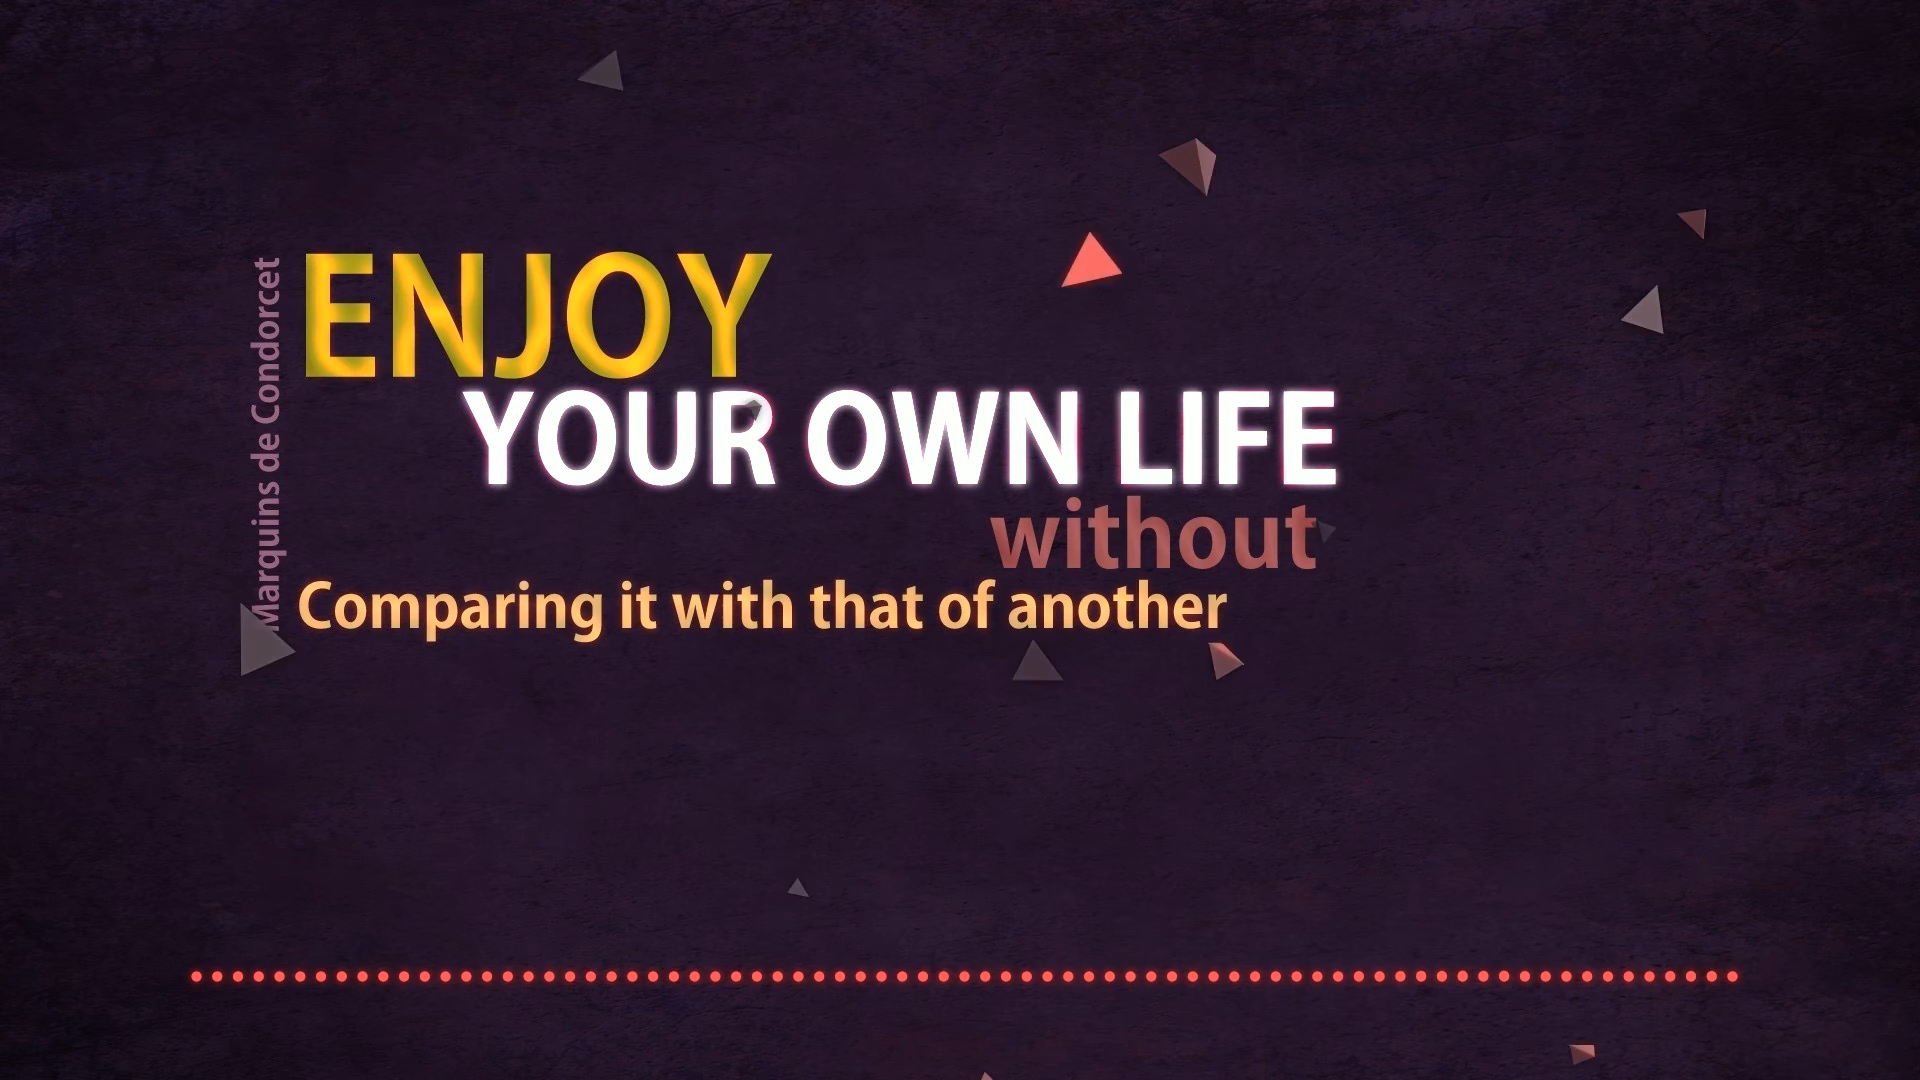 Marquins de Condorcet
ENJOY
YOUR OWN LIFE
without
Comparing it with that of another